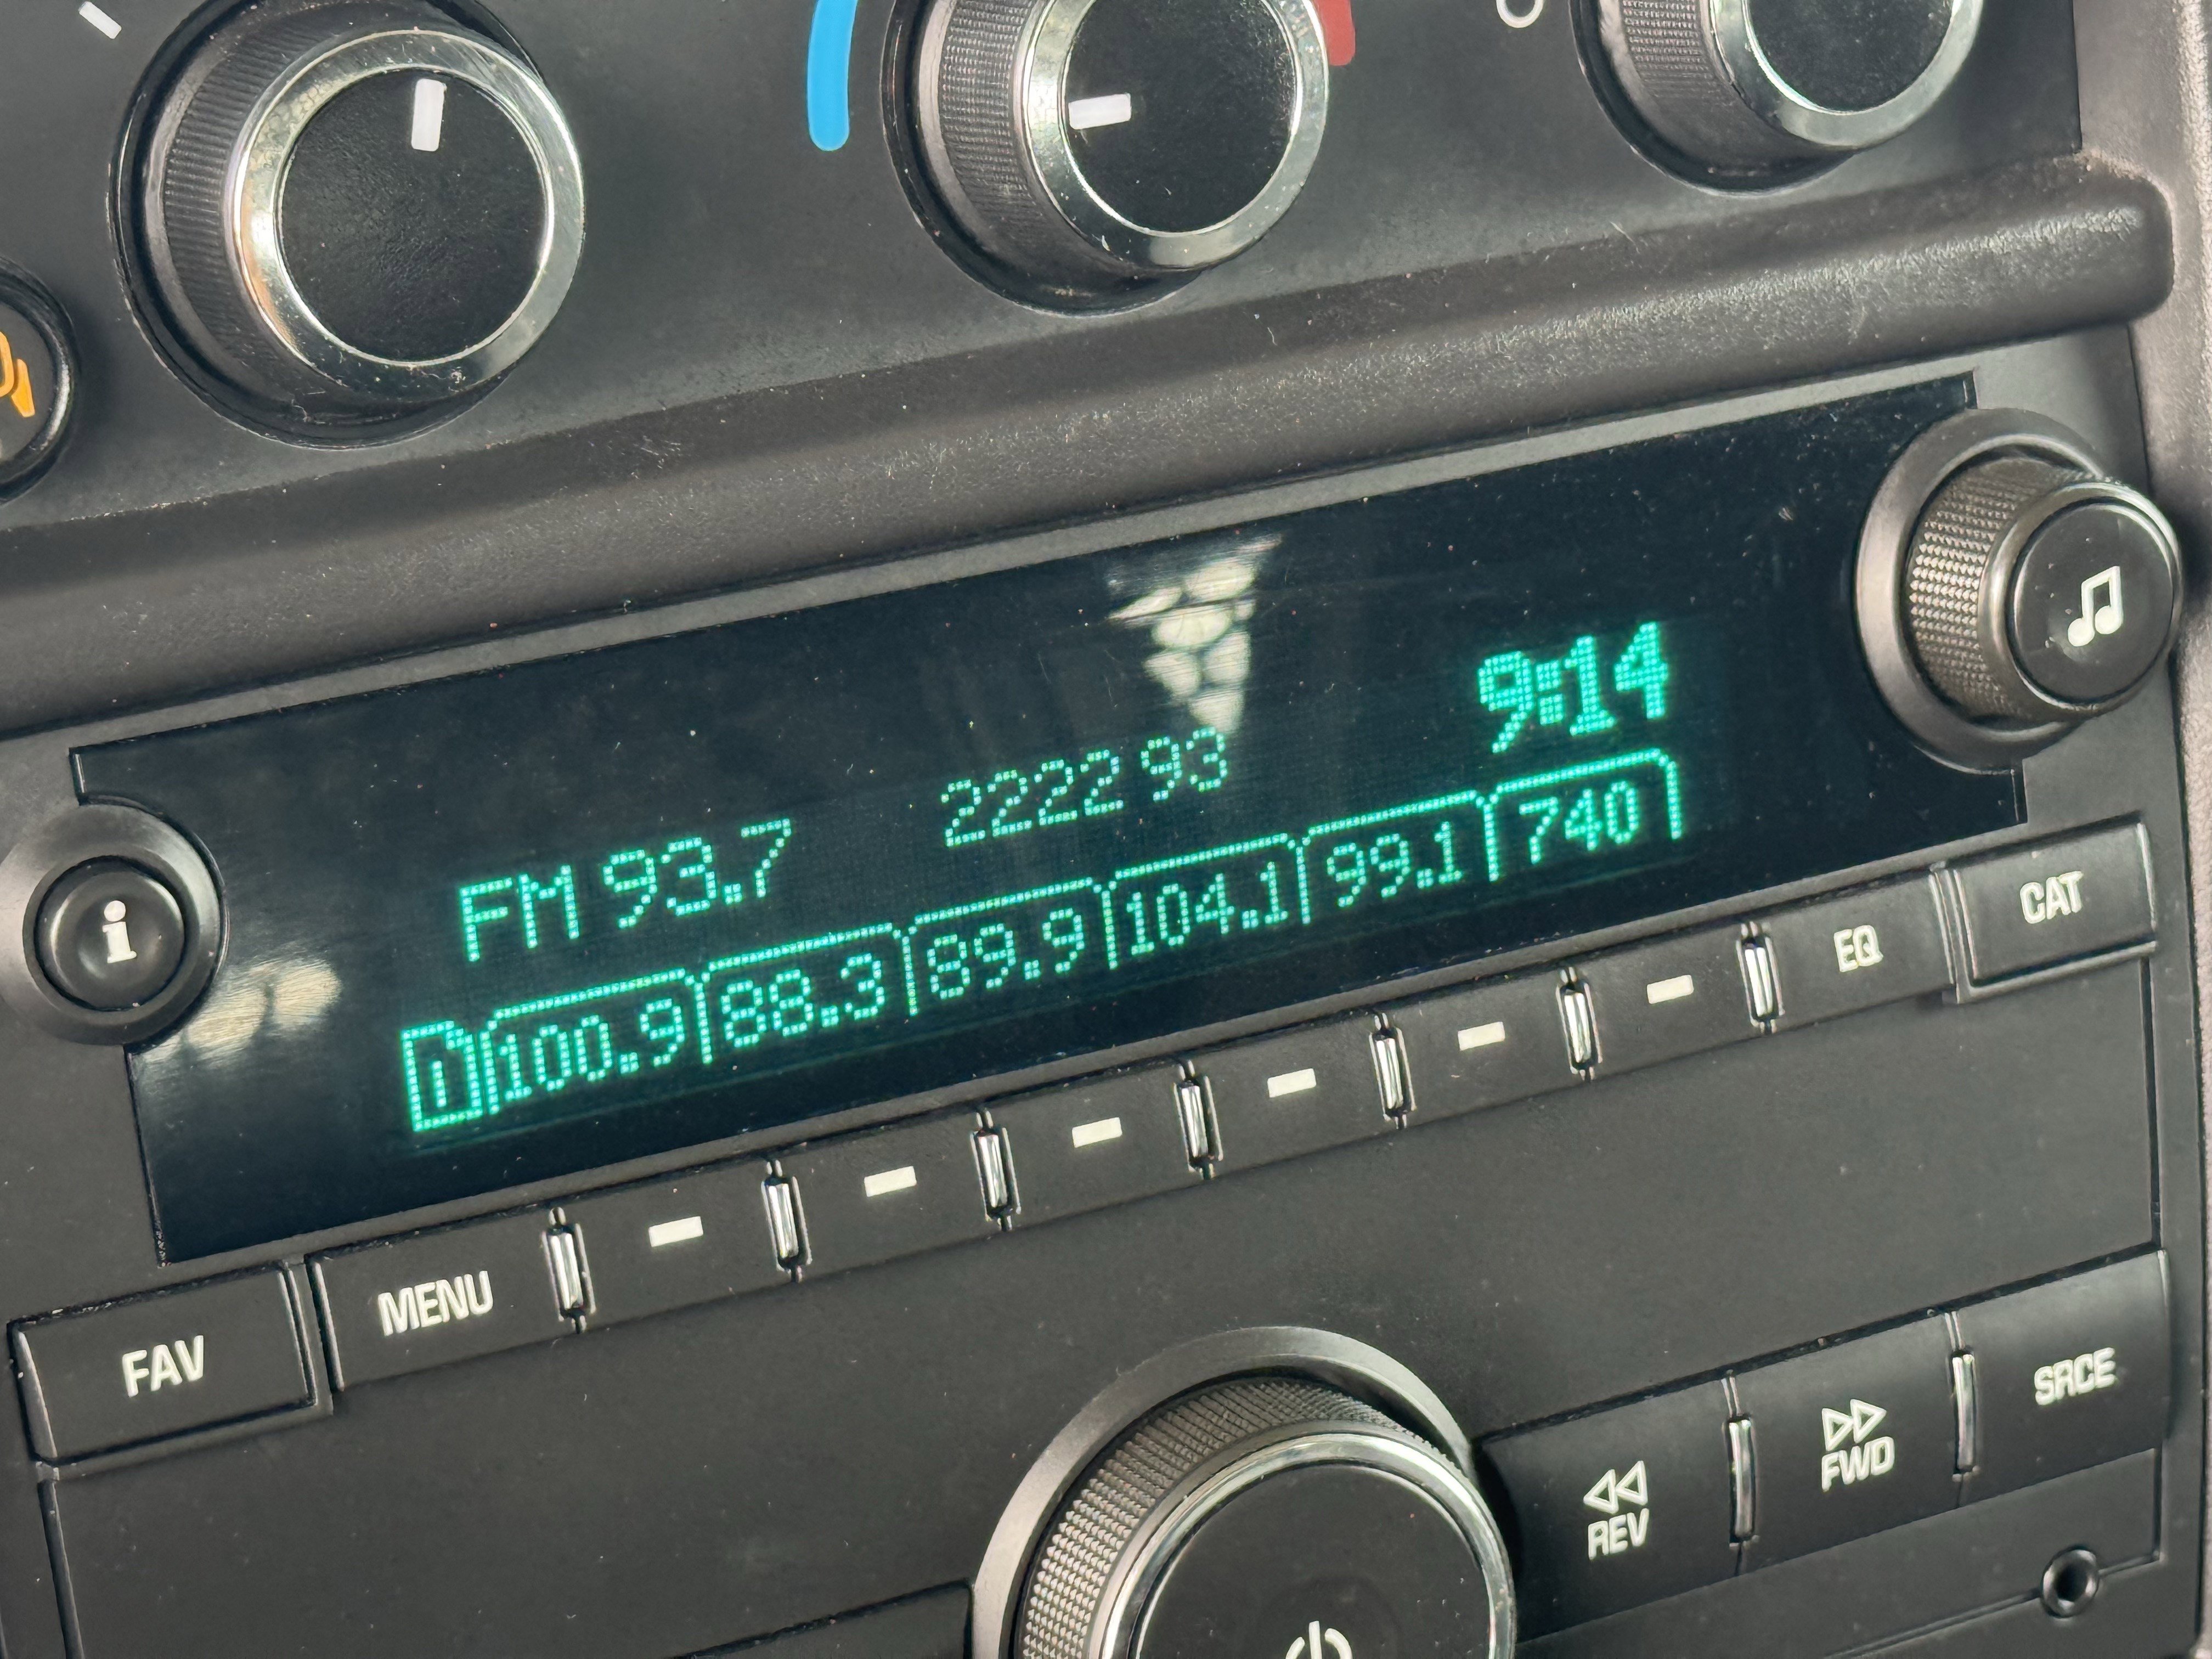 9:14
2222 93
FM 93.7
1 100.9 88.3 89.9 104.1 99.1 740
i
FAV MENU EQ CAT
REV FWD SRCE